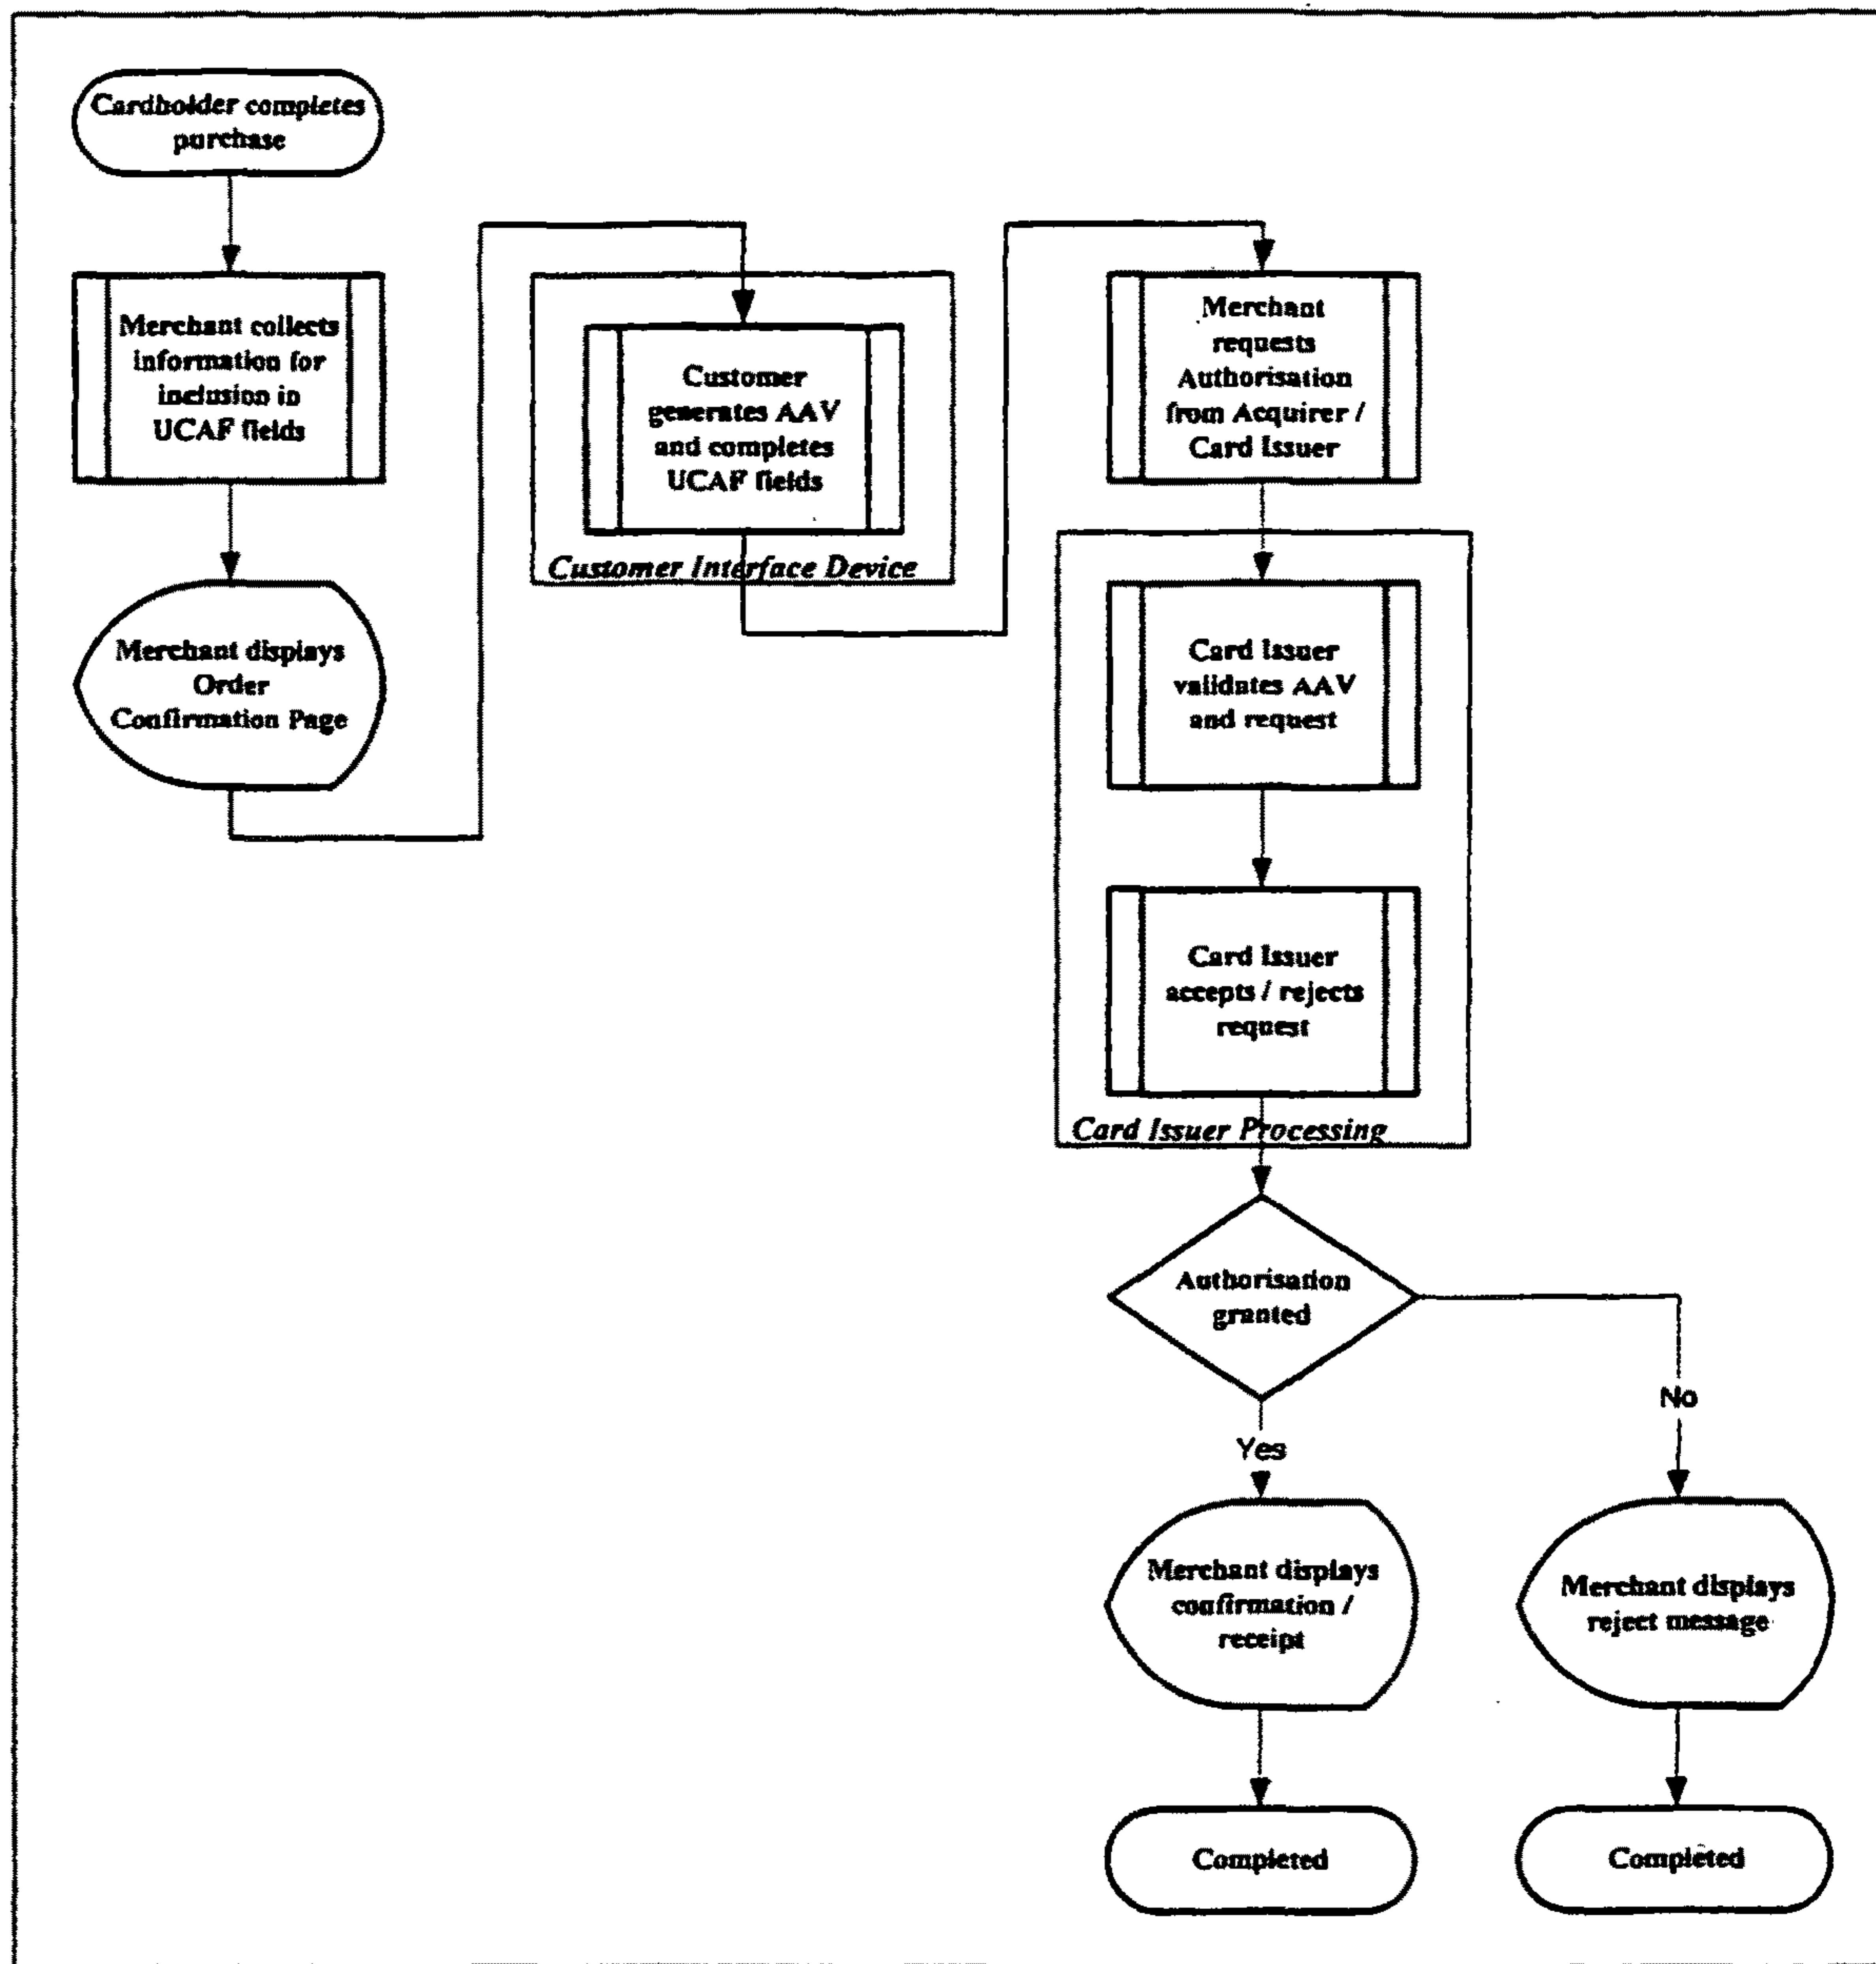 Cardholder completes
purchase
Merchant collects
information for
inclusion in
UCAF fields
Merchant displays
Order
Confirmation Page
Customer
generates AAV
and completes
UCAF fields
Customer Interface Device
Merchant
requests
Authorisation
from Acquirer /
Card Issuer
Card Issuer
validates AAV
and request
Card Issuer
accepts / rejects
request
Card Issuer Processing
Authorisation
granted
No
Yes
Merchant displays
confirmation /
receipt
Merchant displays
reject message
Completed
Completed